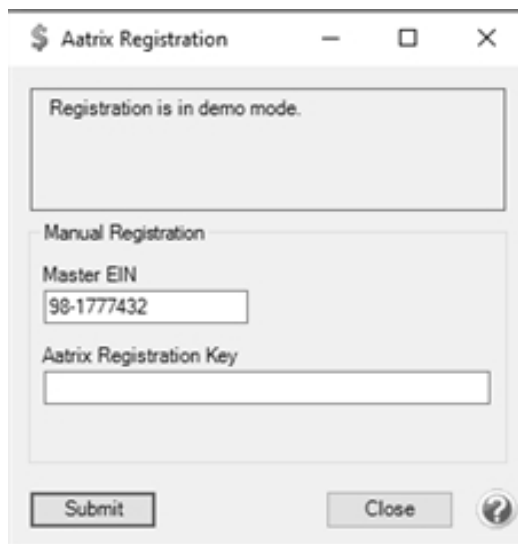 Aatrix Registration
Registration is in demo mode.
Manual Registration
Master EIN
98-1777432
Aatrix Registration Key
Submit
Close